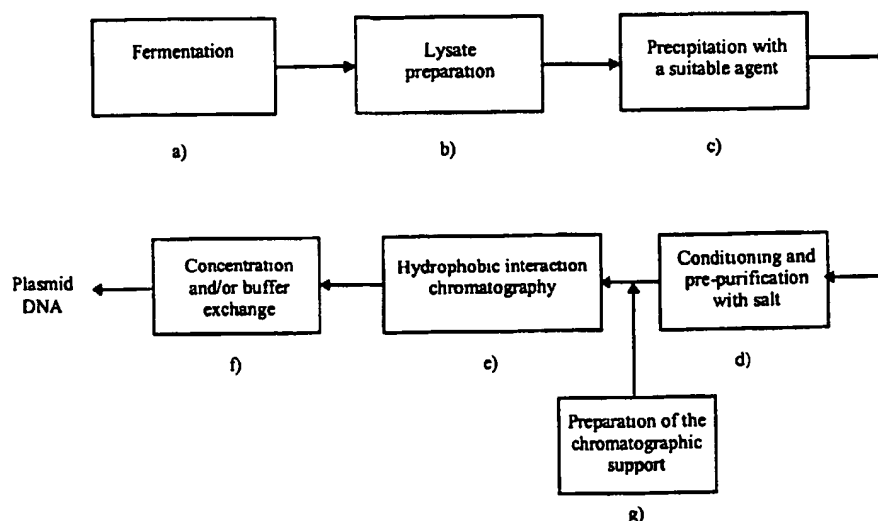 Fermentation
Lysate
preparation
Precipitation with
a suitable agent
a)
b)
c)
Plasmid
DNA
Concentration
and/or buffer
exchange
Hydrophobic interaction
chromatography
Conditioning and
pre-purification
with salt
f)
e)
d)
Preparation of the
chromatographic
support
g)